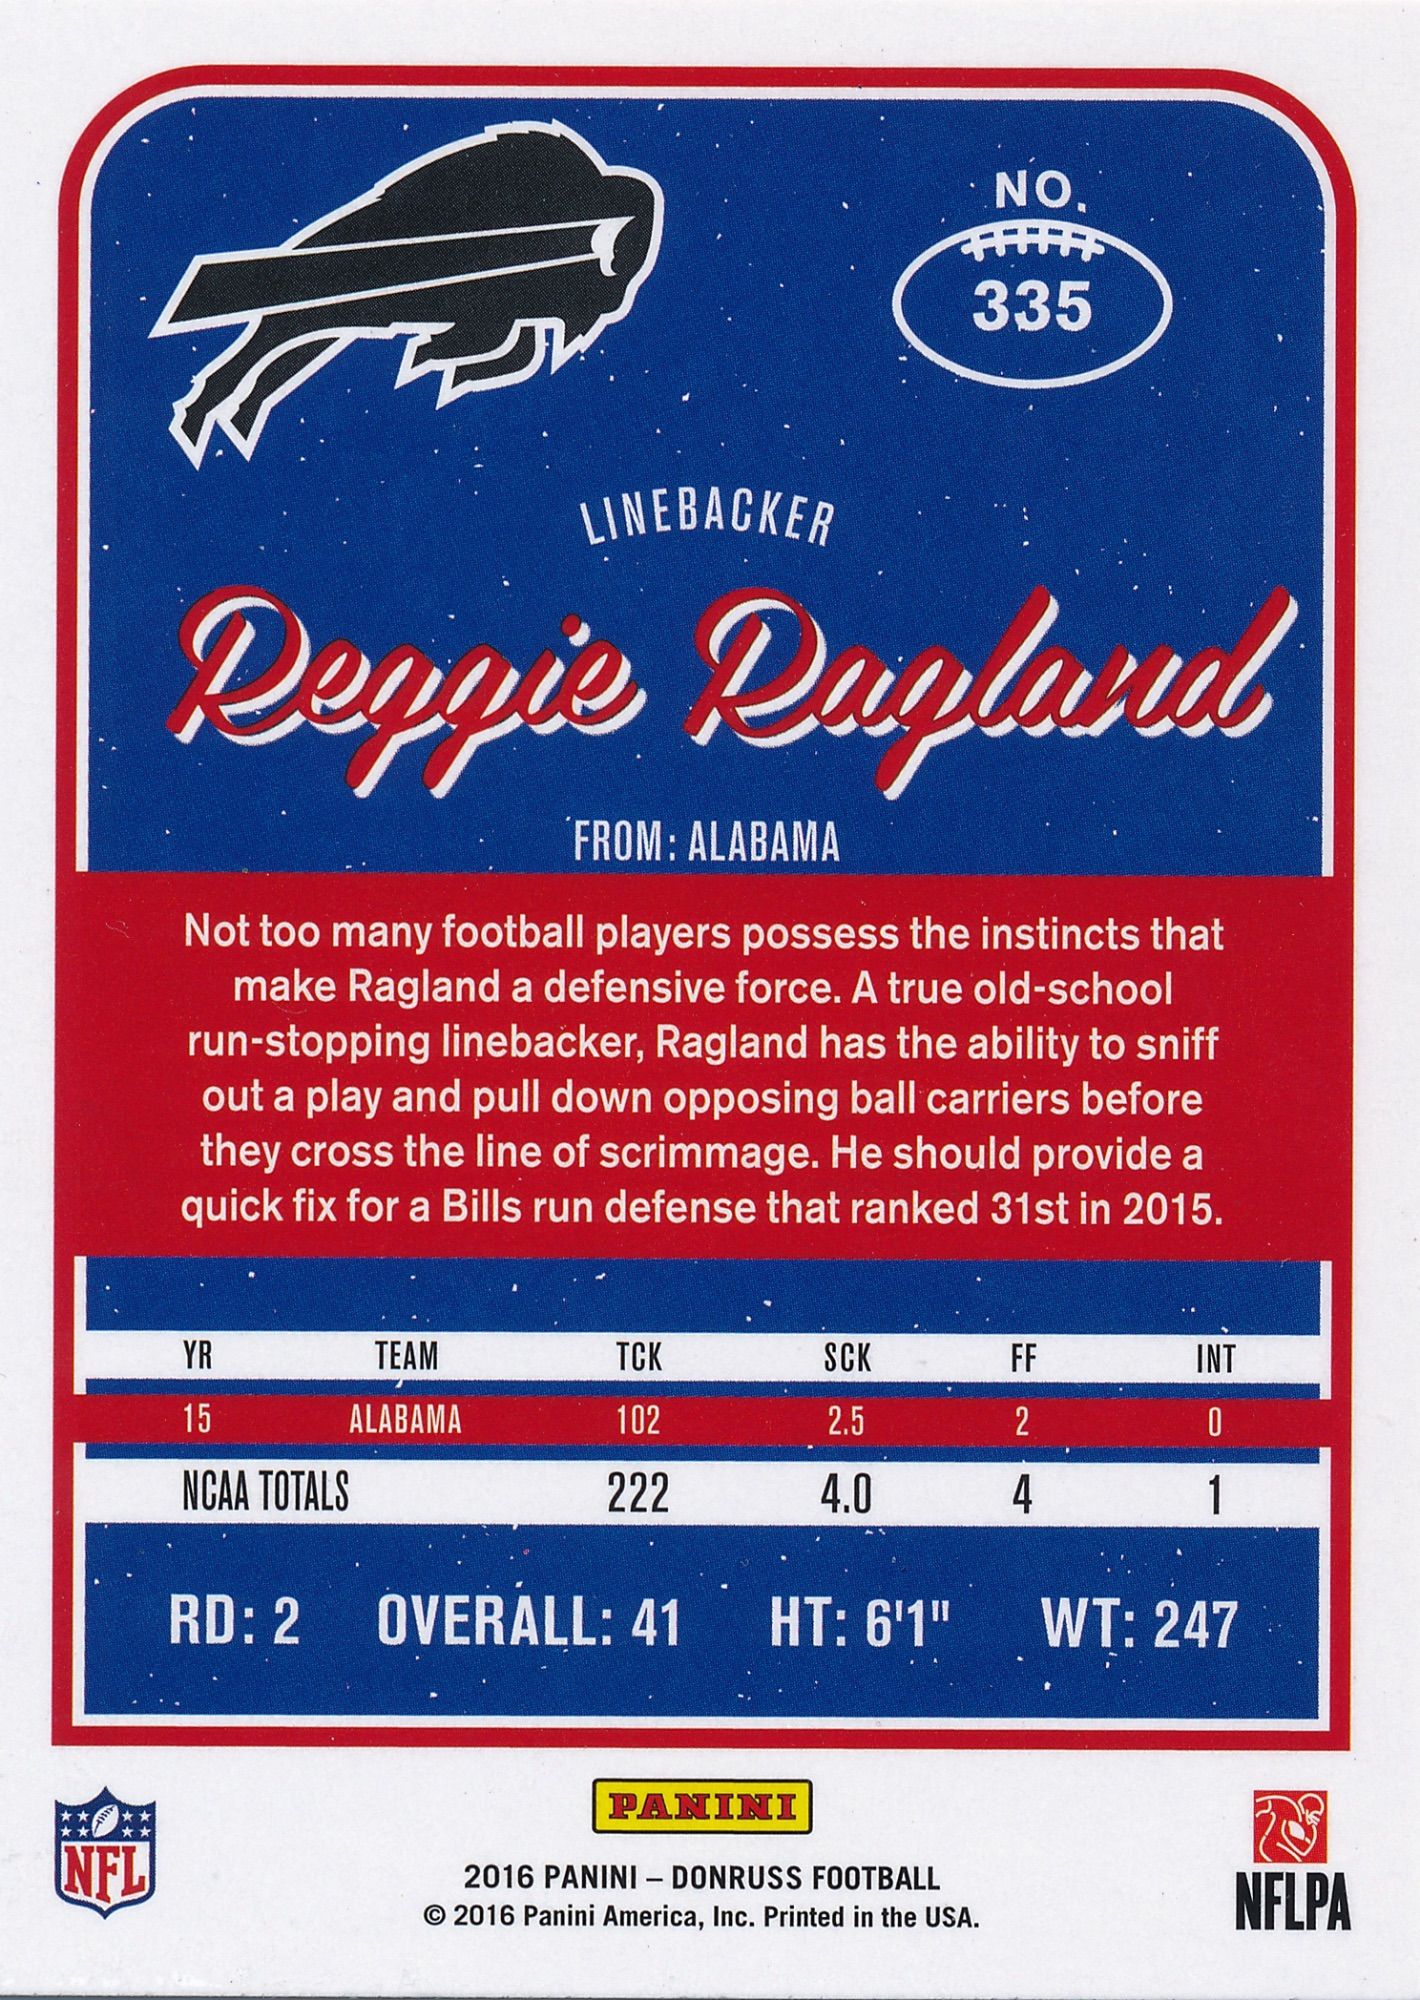 NO.
335
LINEBACKER
Reggie Ragland
FROM: ALABAMA
Not too many football players possess the instincts that
make Ragland a defensive force. A true old-school
run-stopping linebacker, Ragland has the ability to sniff
out a play and pull down opposing ball carriers before
they cross the line of scrimmage. He should provide a
quick fix for a Bills run defense that ranked 31st in 2015.
YR TEAM TCK SCK FF INT
15 ALABAMA 102 2.5 2 0
NCAA TOTALS 222 4.0 4 1
RD: 2 OVERALL: 41 HT: 6'1" WT: 247
NFL
PANINI
2016 PANINI – DONRUSS FOOTBALL
© 2016 Panini America, Inc. Printed in the USA.
NFLPA